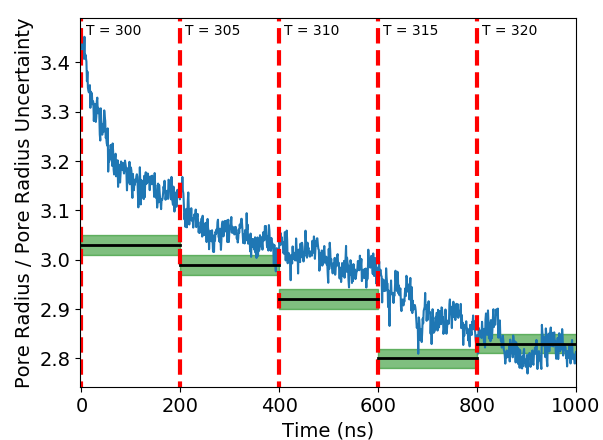 T = 300 T = 305 T = 310 T = 315 T = 320
Pore Radius / Pore Radius Uncertainty
3.4
3.3
3.2
3.1
3.0
2.9
2.8
0 200 400 600 800 1000
Time (ns)